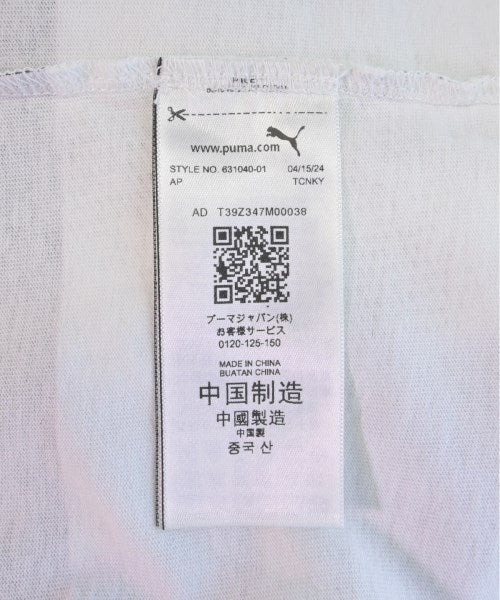 www.puma.com
STYLE NO. 631040-01 04/15/24
AP TCNKY
AD T39Z347M00038
プーマジャパン(株)
お客様サービス
0120-125-150
MADE IN CHINA
BUATAN CHINA
中国制造
中國製造
中国製
중국 산